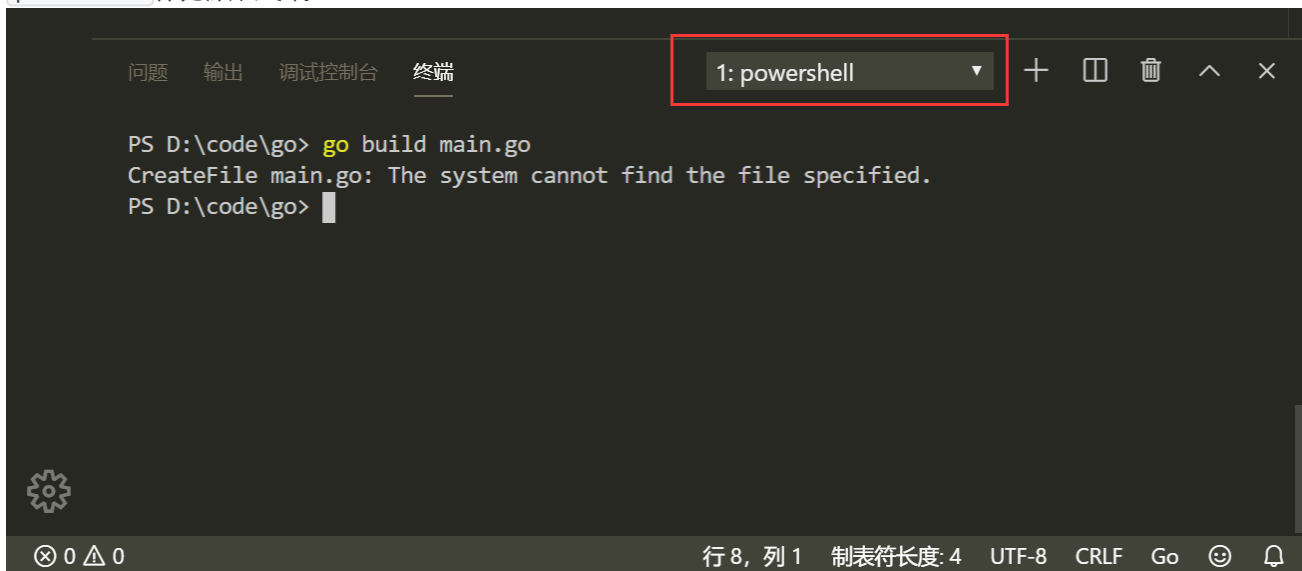 问题 输出 调试控制台 终端 1: powershell
PS D:\code\go> go build main.go
CreateFile main.go: The system cannot find the file specified.
PS D:\code\go>
0 0 行 8，列 1 制表符长度: 4 UTF-8 CRLF Go